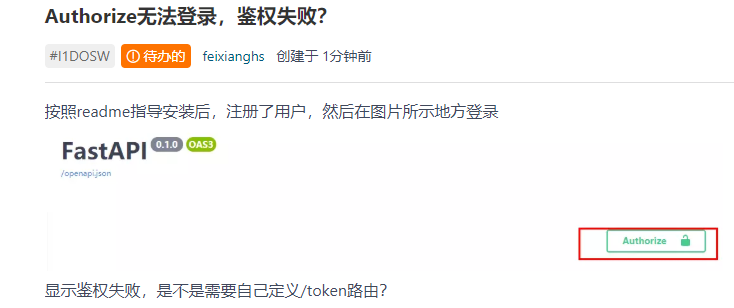 Authorize无法登录，鉴权失败？
#I1DOSW 待办的 feixianghs 创建于 1分钟前
按照readme指导安装后，注册了用户，然后在图片所示地方登录
FastAPI 0.1.0 OAS3
/openapi.json
Authorize
显示鉴权失败，是不是需要自己定义/token路由？